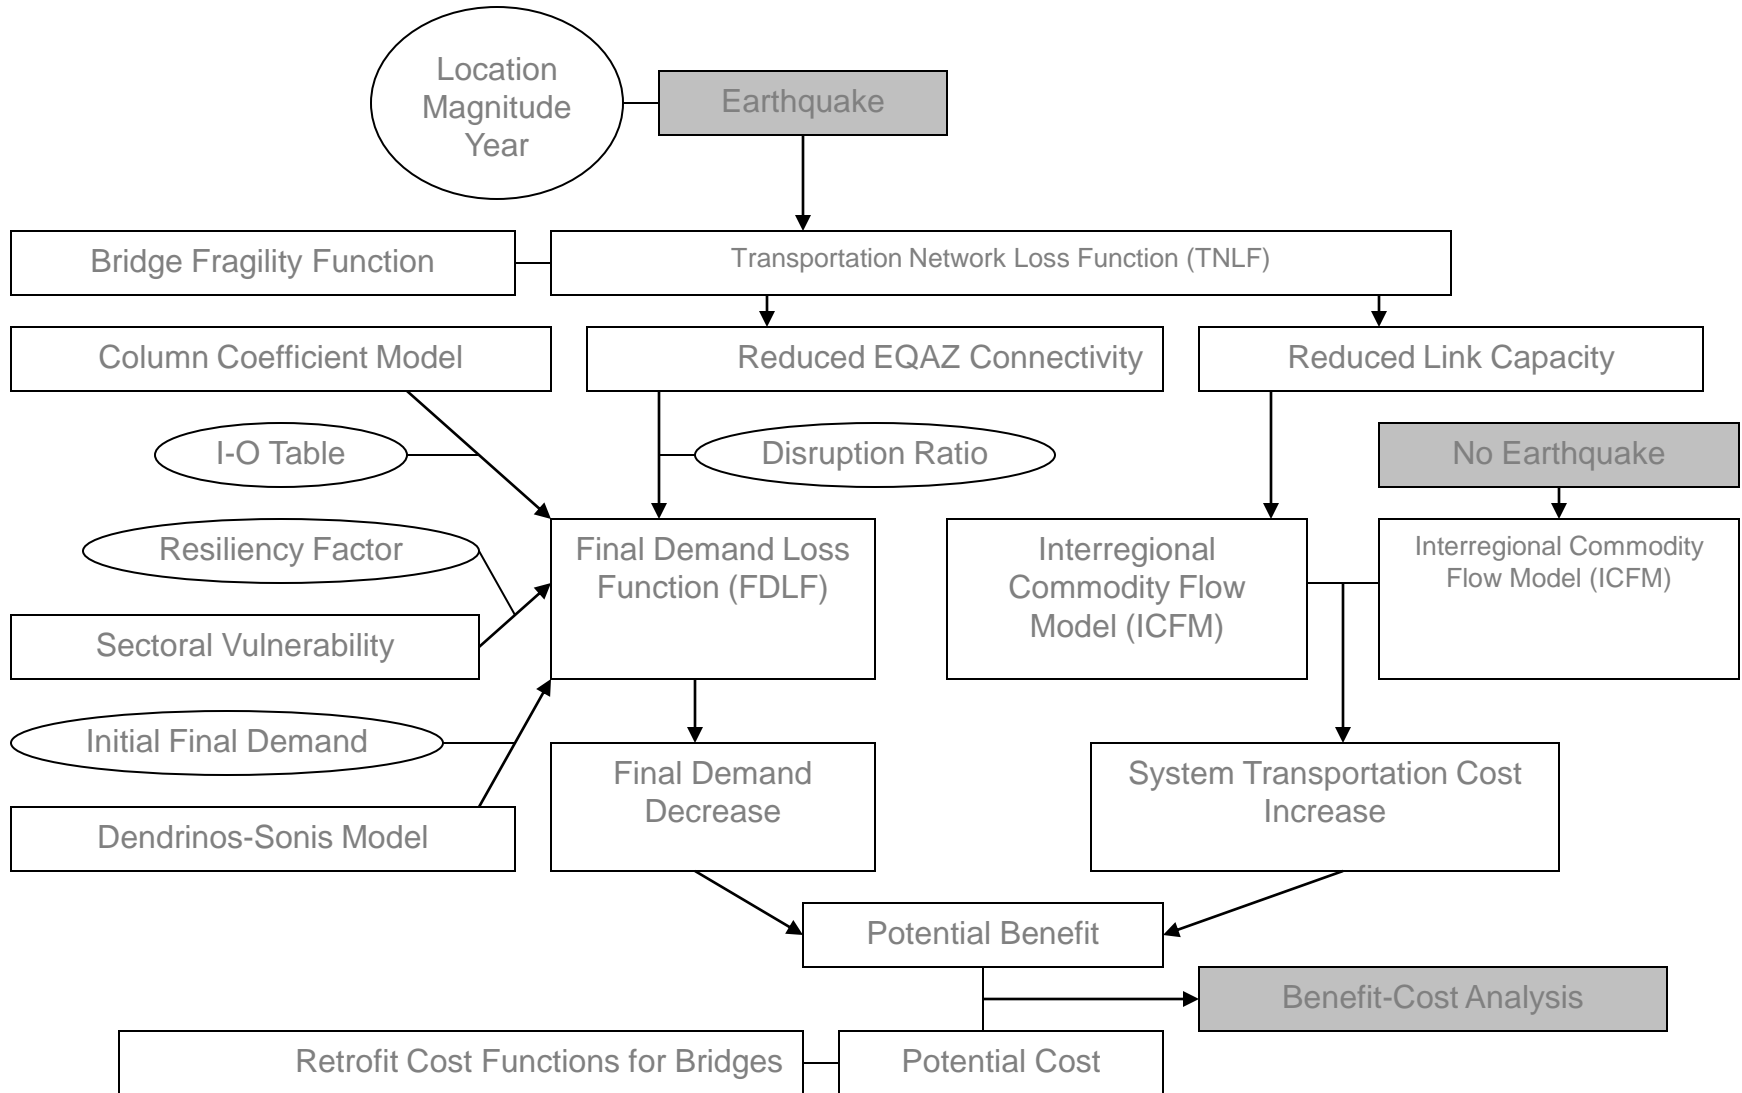 Location
Magnitude
Year
Earthquake
Bridge Fragility Function
Transportation Network Loss Function (TNLF)
Column Coefficient Model
Reduced EQAZ Connectivity
Reduced Link Capacity
I-O Table
Disruption Ratio
No Earthquake
Resiliency Factor
Final Demand Loss
Function (FDLF)
Interregional
Commodity Flow
Model (ICFM)
Interregional Commodity
Flow Model (ICFM)
Sectoral Vulnerability
Initial Final Demand
Final Demand
Decrease
System Transportation Cost
Increase
Dendrinos-Sonis Model
Potential Benefit
Benefit-Cost Analysis
Retrofit Cost Functions for Bridges
Potential Cost